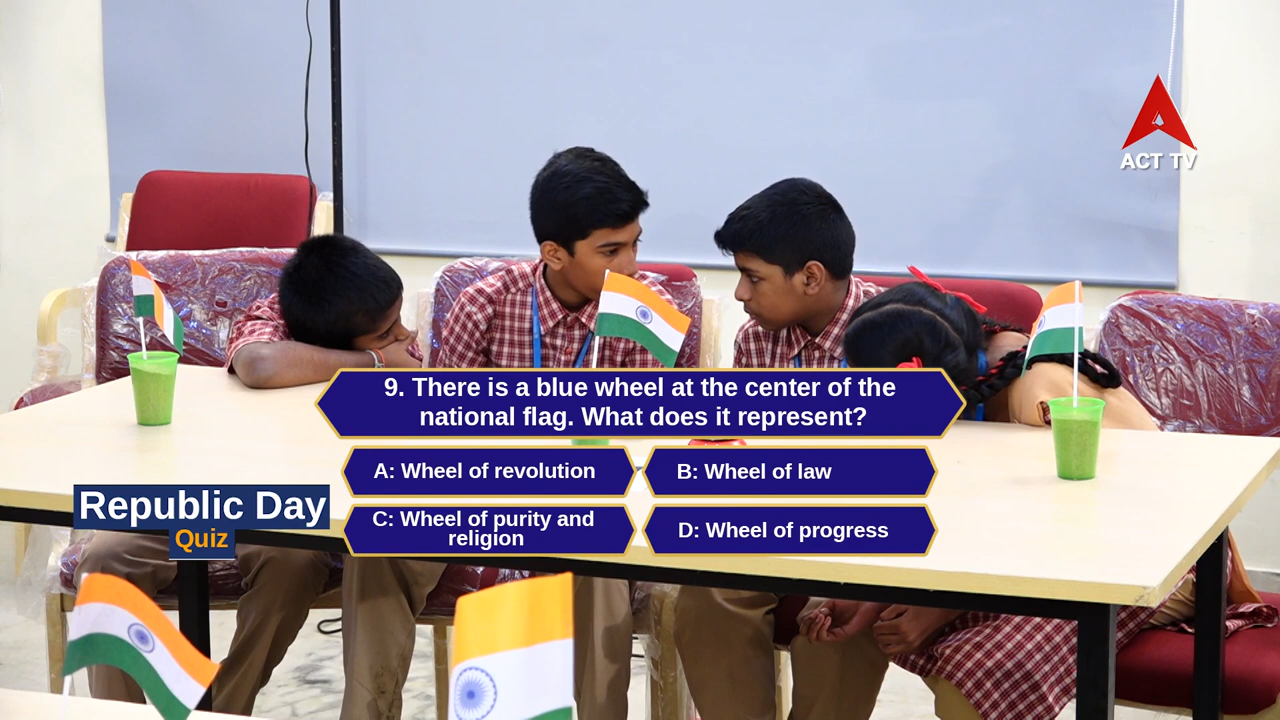 ACT TV
9. There is a blue wheel at the center of the
national flag. What does it represent?
A: Wheel of revolution
B: Wheel of law
C: Wheel of purity and
religion
D: Wheel of progress
Republic Day
Quiz